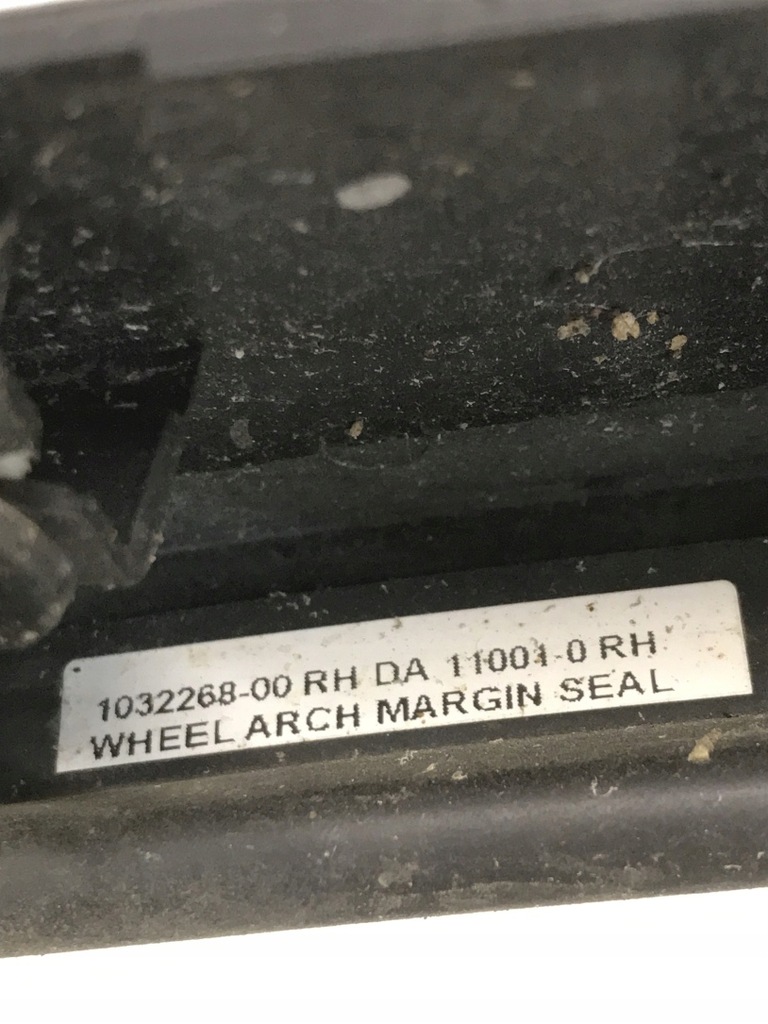 1032268-00 RH DA 11001-0 RH
WHEEL ARCH MARGIN SEAL